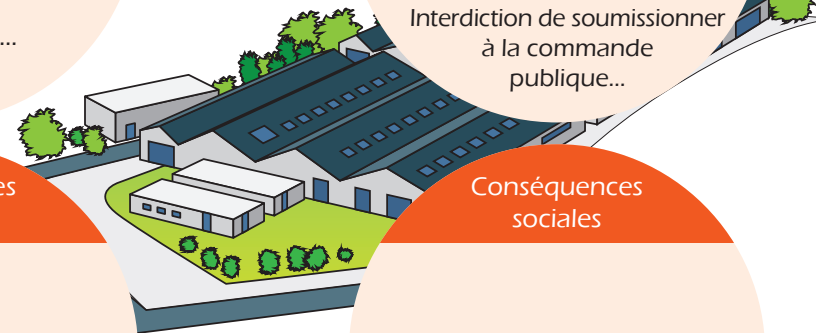 ...
Interdiction de soumissionner
à la commande
publique...
Conséquences
sociales